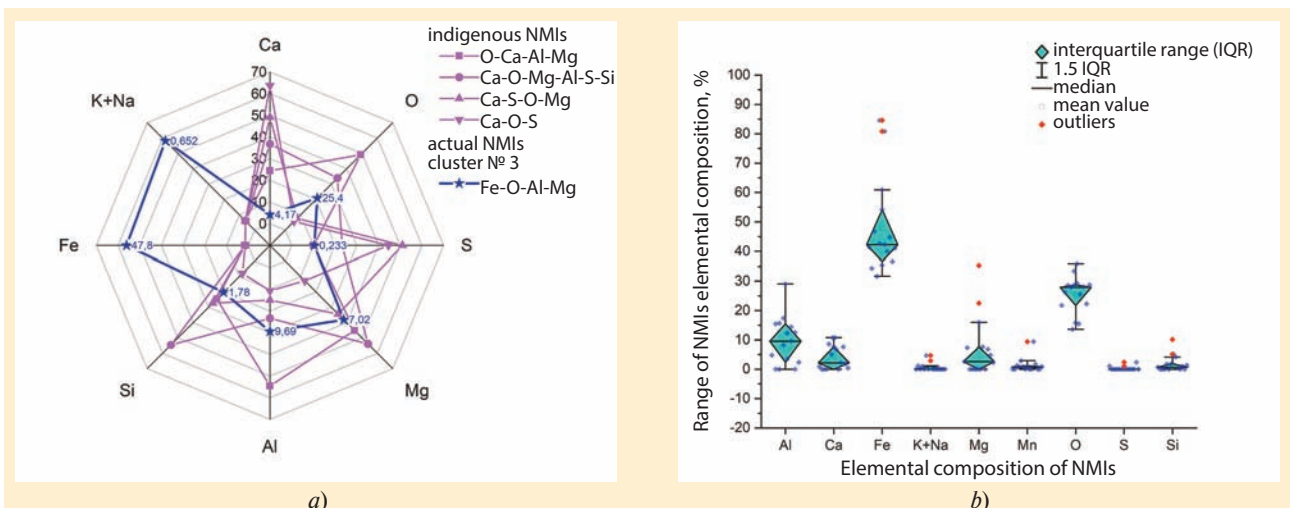 Ca
70
60
50
40
30
20
10
0
O
S
Mg
Al
Si
Fe
K+Na
0,652
4,17
25,4
0,233
7,02
9,69
1,78
47,8
indigenous NMIs
O-Ca-Al-Mg
Ca-O-Mg-Al-S-Si
Ca-S-O-Mg
Ca-O-S
actual NMIs
cluster № 3
Fe-O-Al-Mg
a)
Range of NMIs elemental composition, %
100
90
80
70
60
50
40
30
20
10
0
-10
-20
Al Ca Fe K+Na Mg Mn O S Si
Elemental composition of NMIs
interquartile range (IQR)
1.5 IQR
median
mean value
outliers
b)